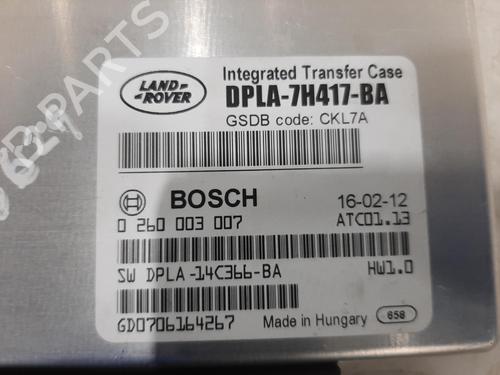 LAND-
ROVER
Integrated Transfer Case
DPLA-7H417-BA
GSDB code: CKL7A
BOSCH
16-02-12
0 260 003 007
ATC01.13
SW DPLA-14C366-BA
HW1.0
GD0706164267
Made in Hungary
658
PARTS